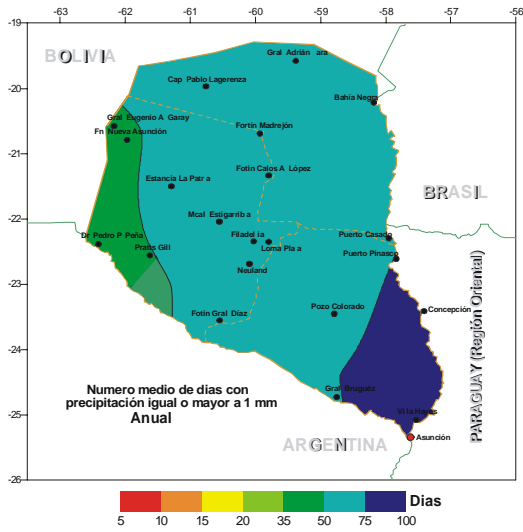 -63 -62 -61 -60 -59 -58 -57 -56
-19
BOLIVIA
Gral Adrián ara
Cap Pablo Lagerenza
-20
Bahía Negra
Gral Eugenio A Garay
Fn Nueva Asunción
Fortín Madrejón
-21
Fotín Calos A López
Estancia La Patr a
BRASIL
Mcal Estigarrib a
-22
Dr Pedro P Peña
Filadel ia
Loma Pla a
Puerto Casado
Pratts Gill
Puerto Pinasco
Neuland
-23
Fotín Gral Díaz
Pozo Colorado
Concepción
-24
PARAGUAY (Región Oriental)
Numero medio de dias con
precipitación igual o mayor a 1 mm
Anual
Gral Bruguéz
-25
Vi la Hayes
Asunción
ARGENTINA
-26
Dias
5 10 15 20 35 50 75 100